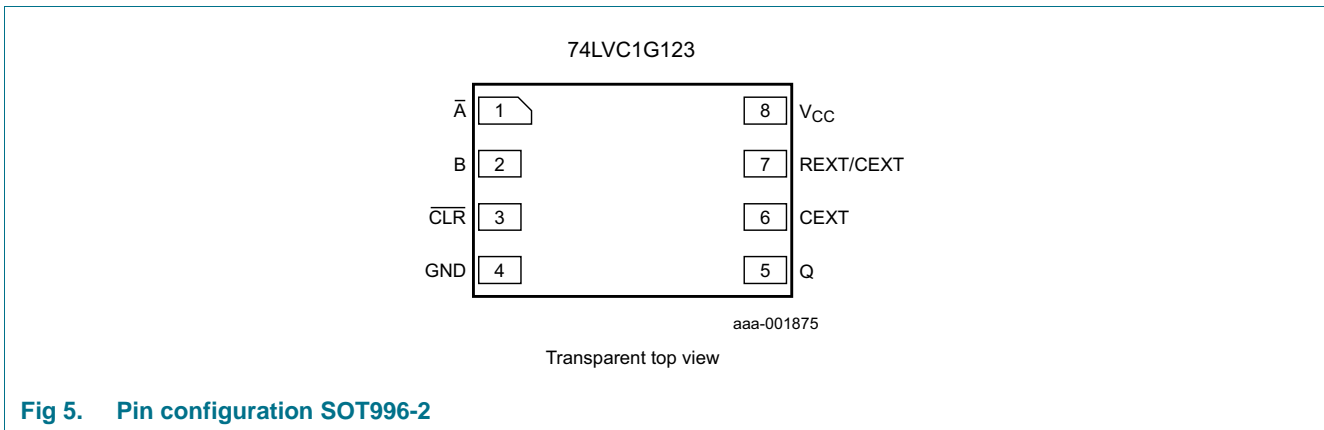 74LVC1G123
A̅ 1 8 VCC
B 2 7 REXT/CEXT
C̅L̅R̅ 3 6 CEXT
GND 4 5 Q
aaa-001875
Transparent top view
Fig 5. Pin configuration SOT996-2